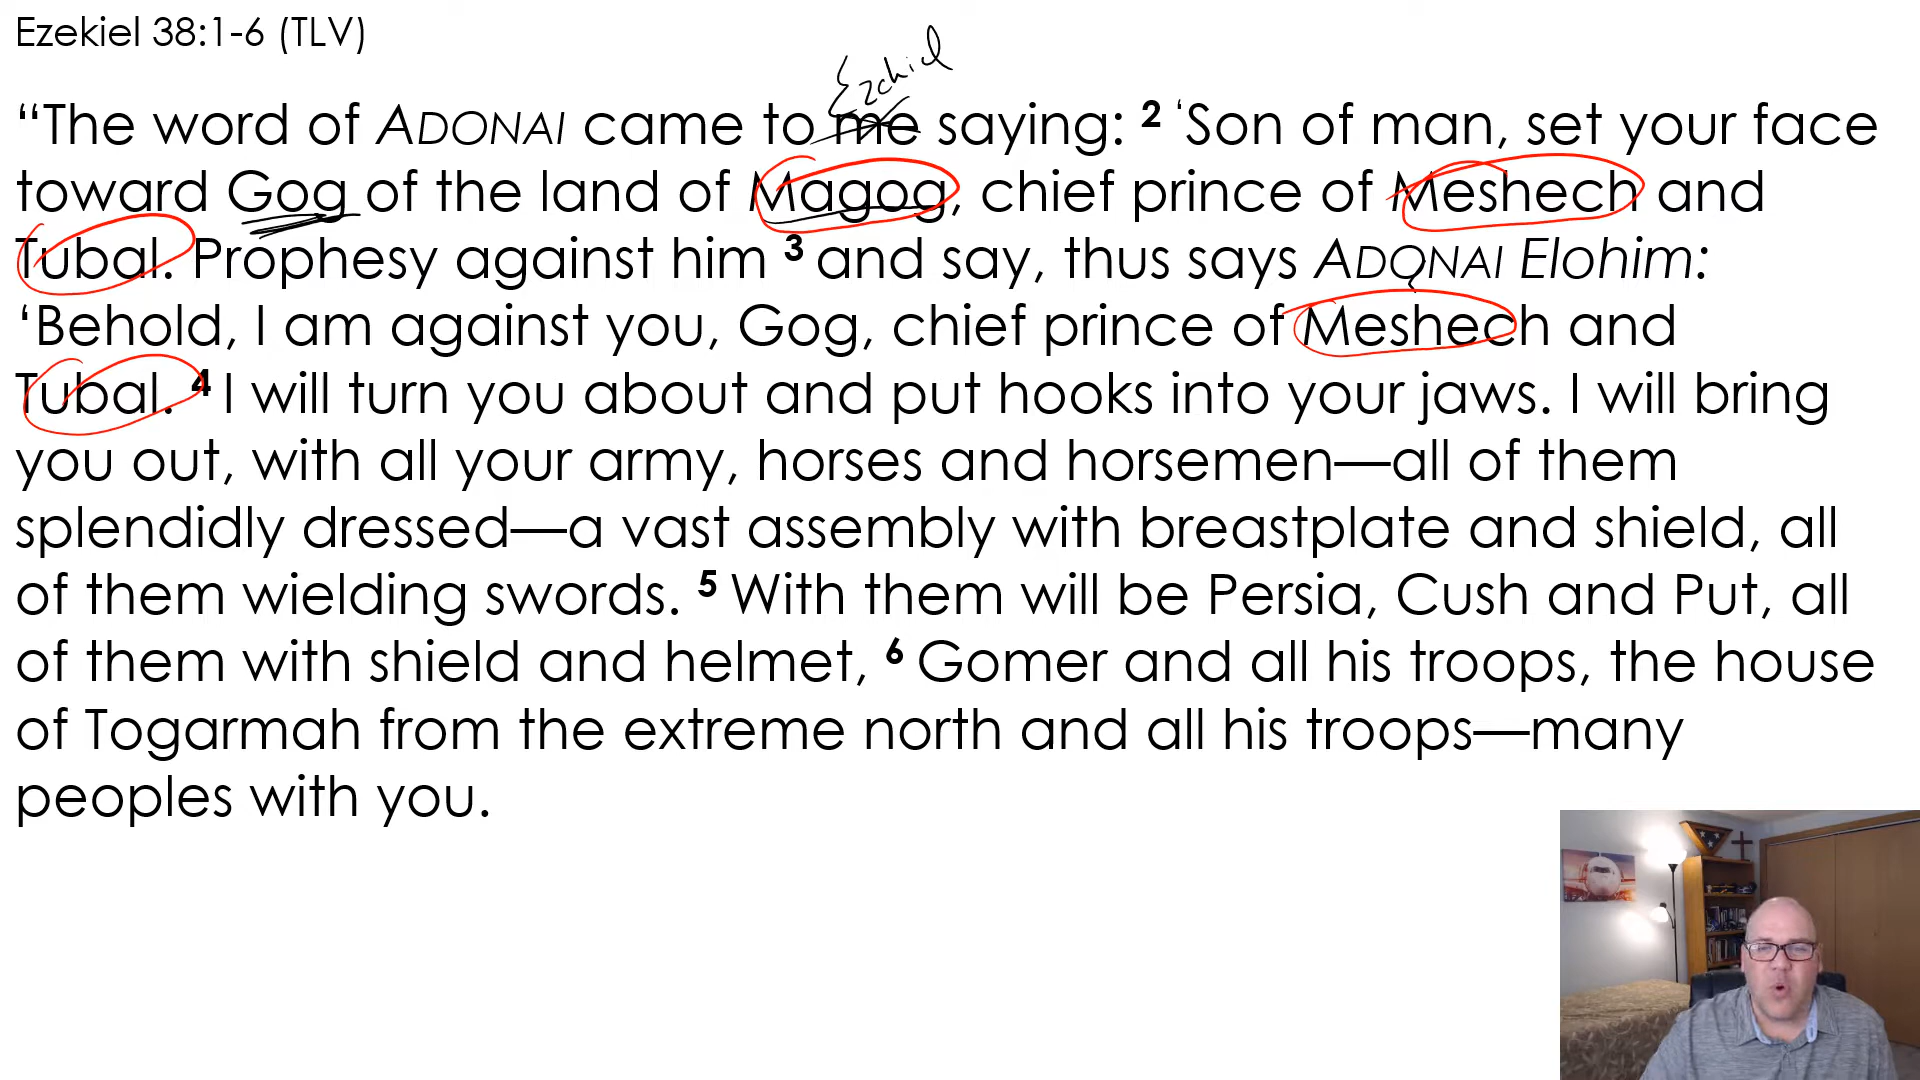 Ezekiel 38:1-6 (TLV)
Ezekiel
“The word of ADONAI came to me saying: 2 ‘Son of man, set your face
toward Gog of the land of Magog, chief prince of Meshech and
Tubal. Prophesy against him 3 and say, thus says ADONAI Elohim:
‘Behold, I am against you, Gog, chief prince of Meshech and
Tubal. 4 I will turn you about and put hooks into your jaws. I will bring
you out, with all your army, horses and horsemen—all of them
splendidly dressed—a vast assembly with breastplate and shield, all
of them wielding swords. 5 With them will be Persia, Cush and Put, all
of them with shield and helmet, 6 Gomer and all his troops, the house
of Togarmah from the extreme north and all his troops—many
peoples with you.